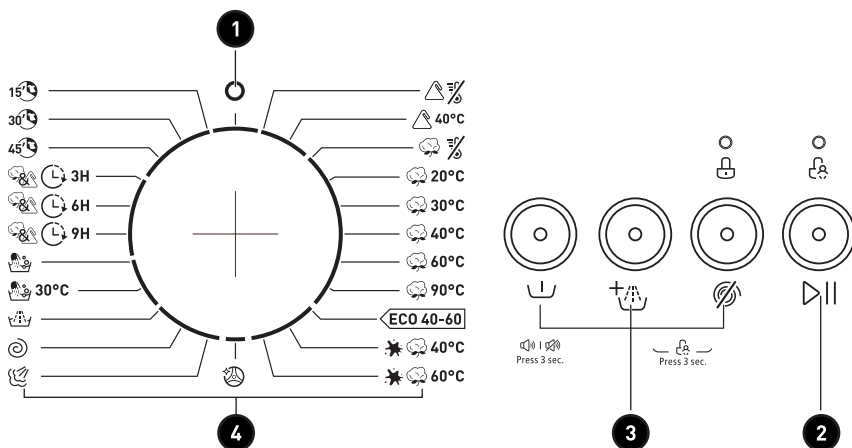 1
15'
30'
45'
& 3H
& 6H
& 9H
30°C
40°C
20°C
30°C
40°C
60°C
90°C
ECO 40-60
40°C
60°C
4
Press 3 sec.
Press 3 sec.
3
2